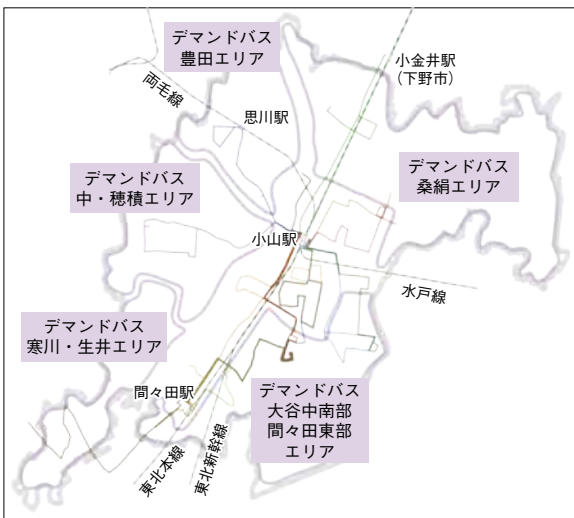 デマンドバス
豊田エリア
小金井駅
(下野市)
両毛線
思川駅
デマンドバス
桑絹エリア
デマンドバス
中・穂積エリア
小山駅
水戸線
デマンドバス
寒川・生井エリア
間々田駅
デマンドバス
大谷中南部
間々田東部
エリア
東北本線
東北新幹線